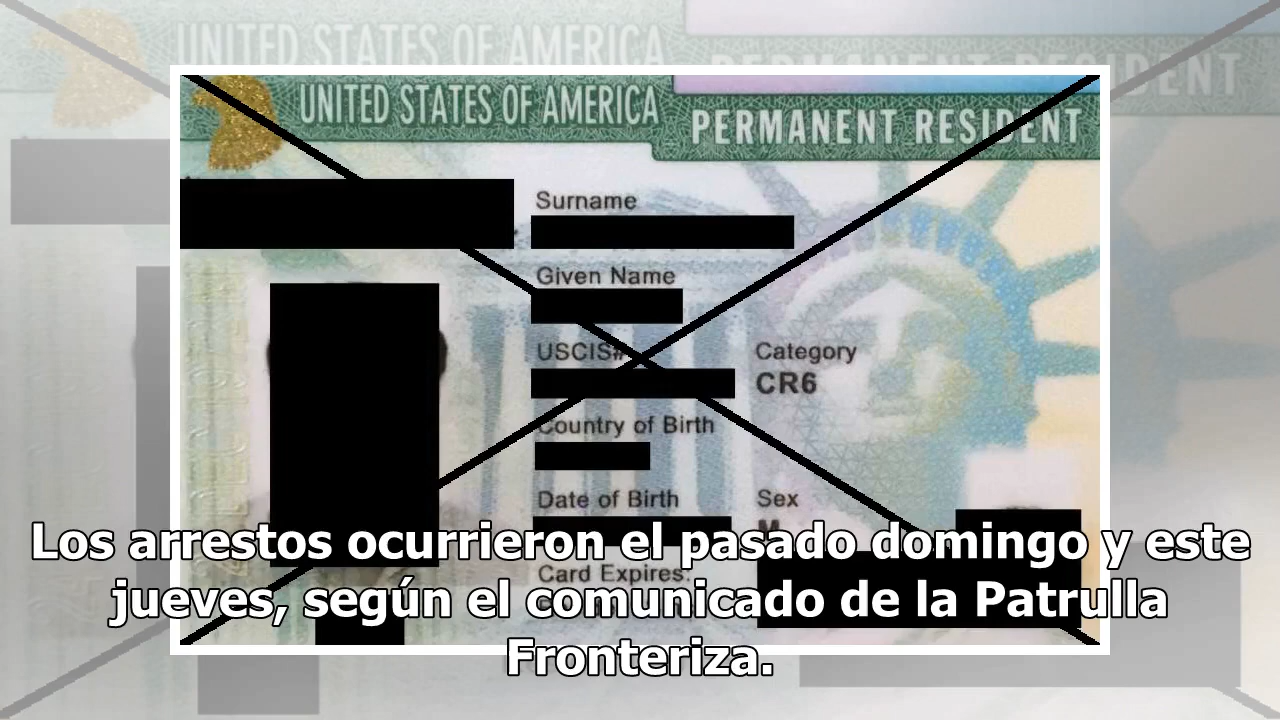 UNITED STATES OF AMERICA
PERMANENT RESIDENT
UNITED STATES OF AMERICA
PERMANENT RESIDENT
Surname
Given Name
USCIS#
Category
CR6
Country of Birth
Date of Birth
Sex
M
Card Expires:
Los arrestos ocurrieron el pasado domingo y este
jueves, según el comunicado de la Patrulla
Fronteriza.